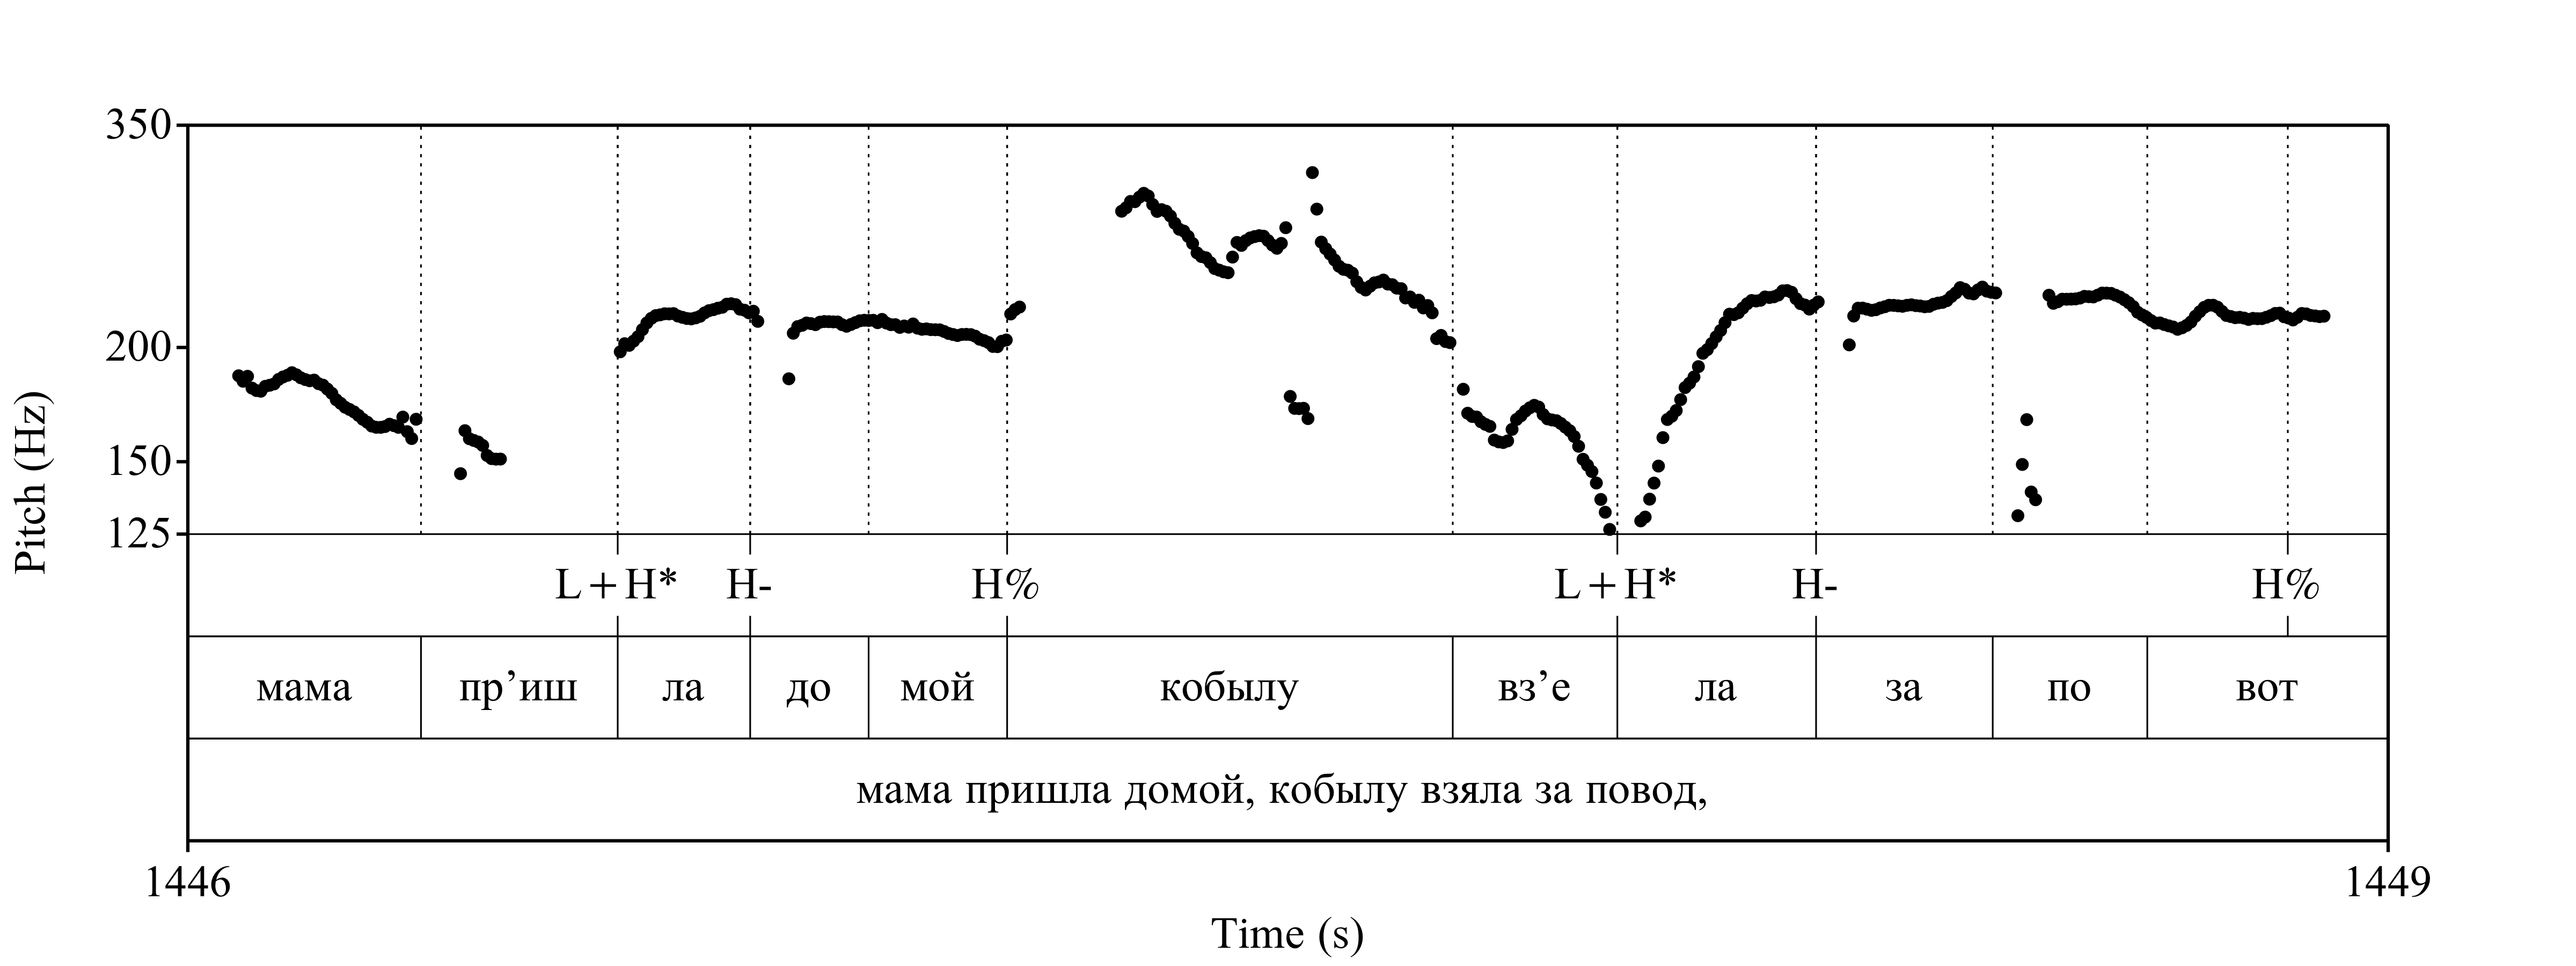 350
200
150
125
Pitch (Hz)
L+H* H- H% L+H* H- H%
мама пр’иш ла до мой кобылу вз’е ла за по вот
мама пришла домой, кобылу взяла за повод,
1446 1449
Time (s)